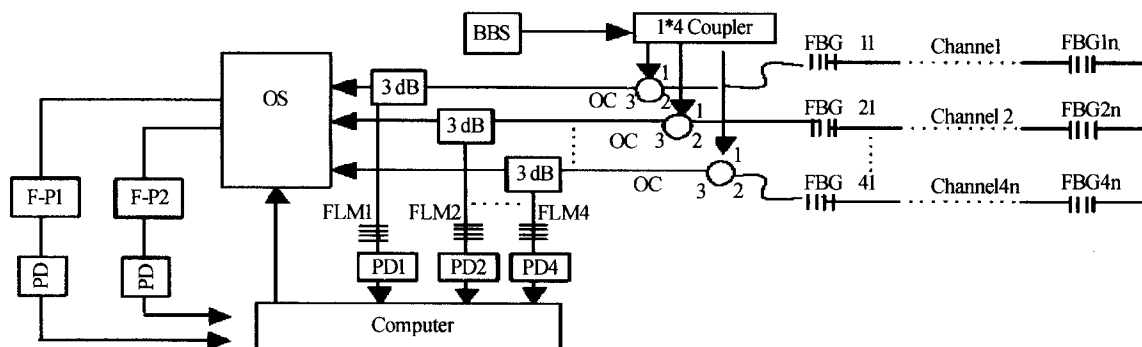 BBS
1*4 Coupler
FBG 11 Channel FBG1n
OS
3 dB
OC
1
2
3
FBG 21 Channel 2 FBG2n
3 dB
OC
1
2
3
FBG 41 Channel4n FBG4n
3 dB
OC
1
2
3
F-P1
F-P2
FLM1
FLM2
FLM4
PD
PD
PD1
PD2
PD4
Computer